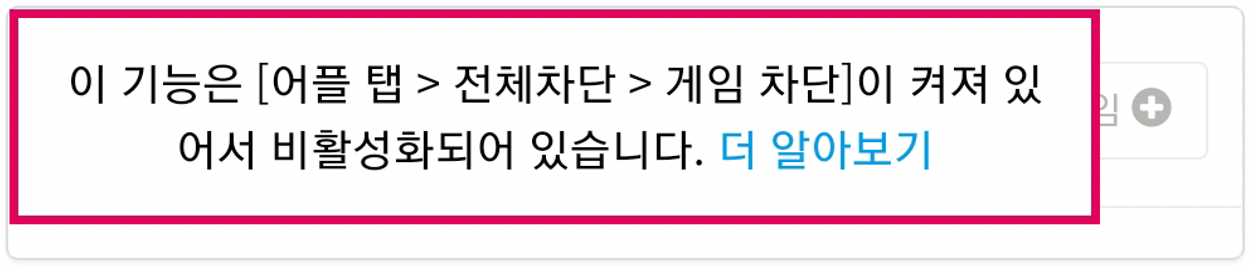 이 기능은 [어플 탭 > 전체차단 > 게임 차단]이 켜져 있
어서 비활성화되어 있습니다. 더 알아보기
임